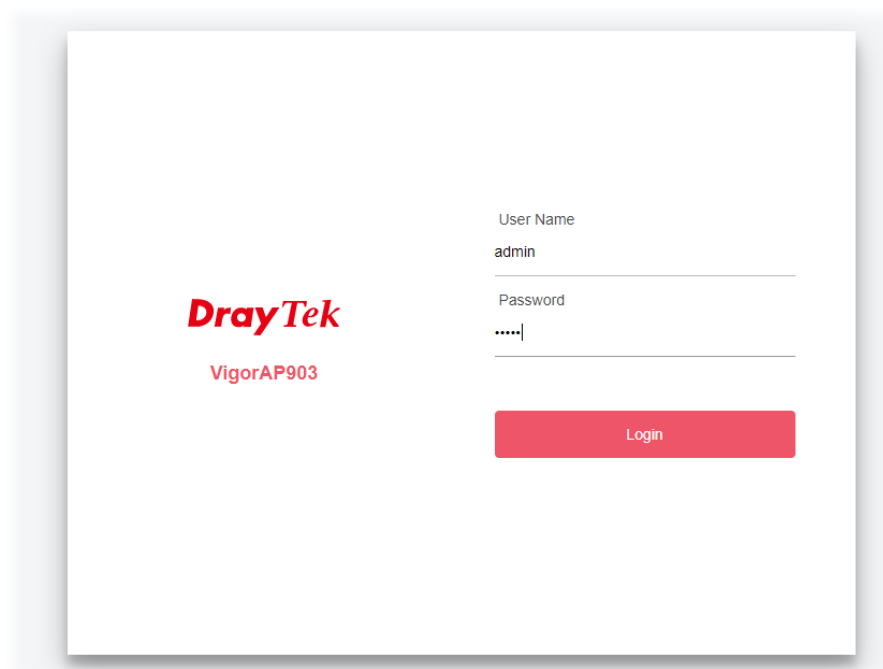 User Name
admin
Password
•••••
DrayTek
VigorAP903
Login